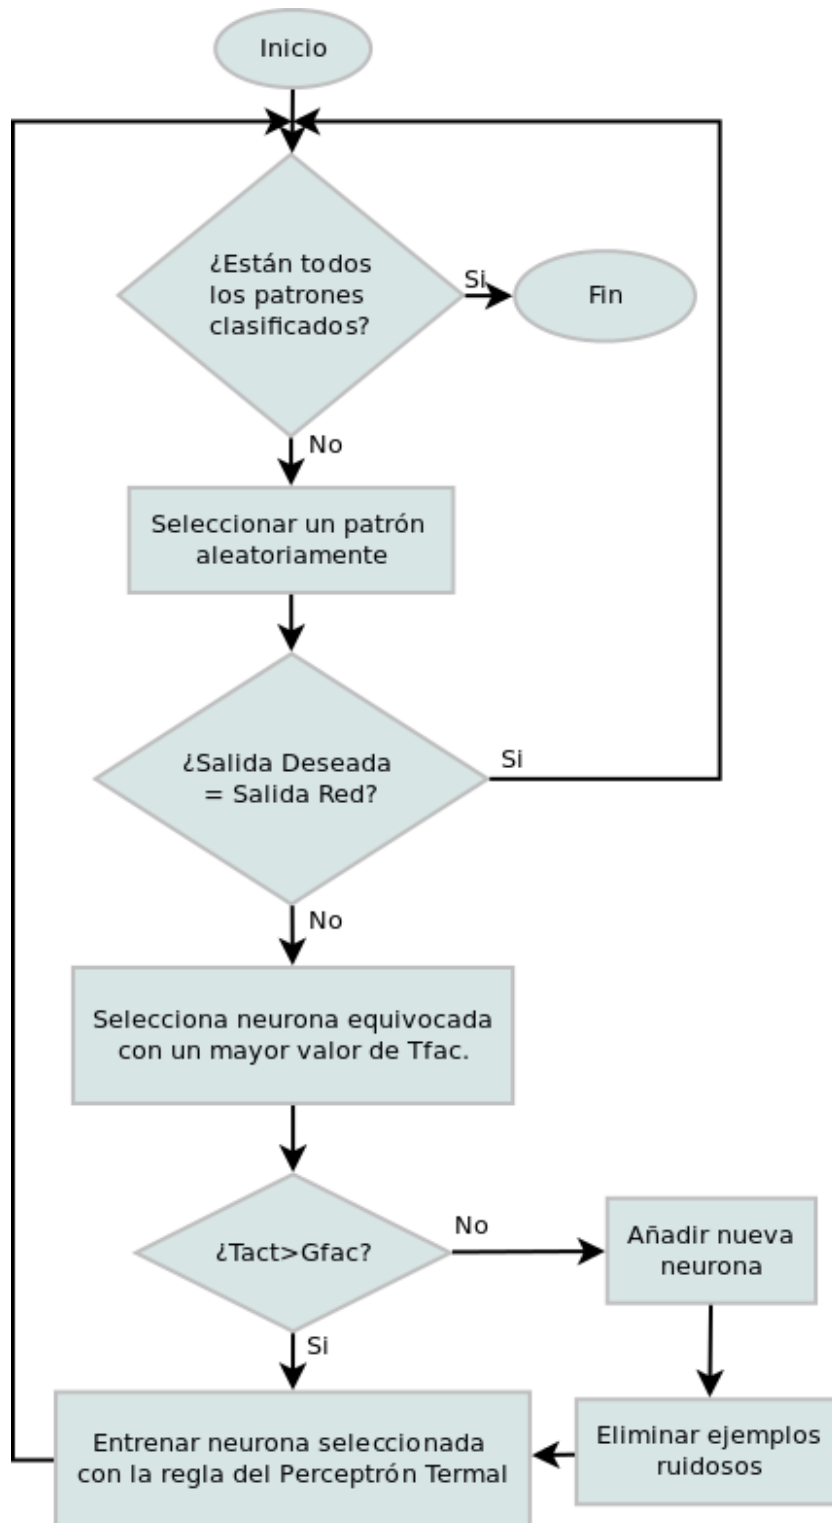 Inicio
¿Están todos
los patrones
clasificados?
Si
Fin
No
Seleccionar un patrón
aleatoriamente
¿Salida Deseada
= Salida Red?
Si
No
Selecciona neurona equivocada
con un mayor valor de Tfac.
¿Tact>Gfac?
No
Añadir nueva
neurona
Si
Eliminar ejemplos
ruidosos
Entrenar neurona seleccionada
con la regla del Perceptrón Termal